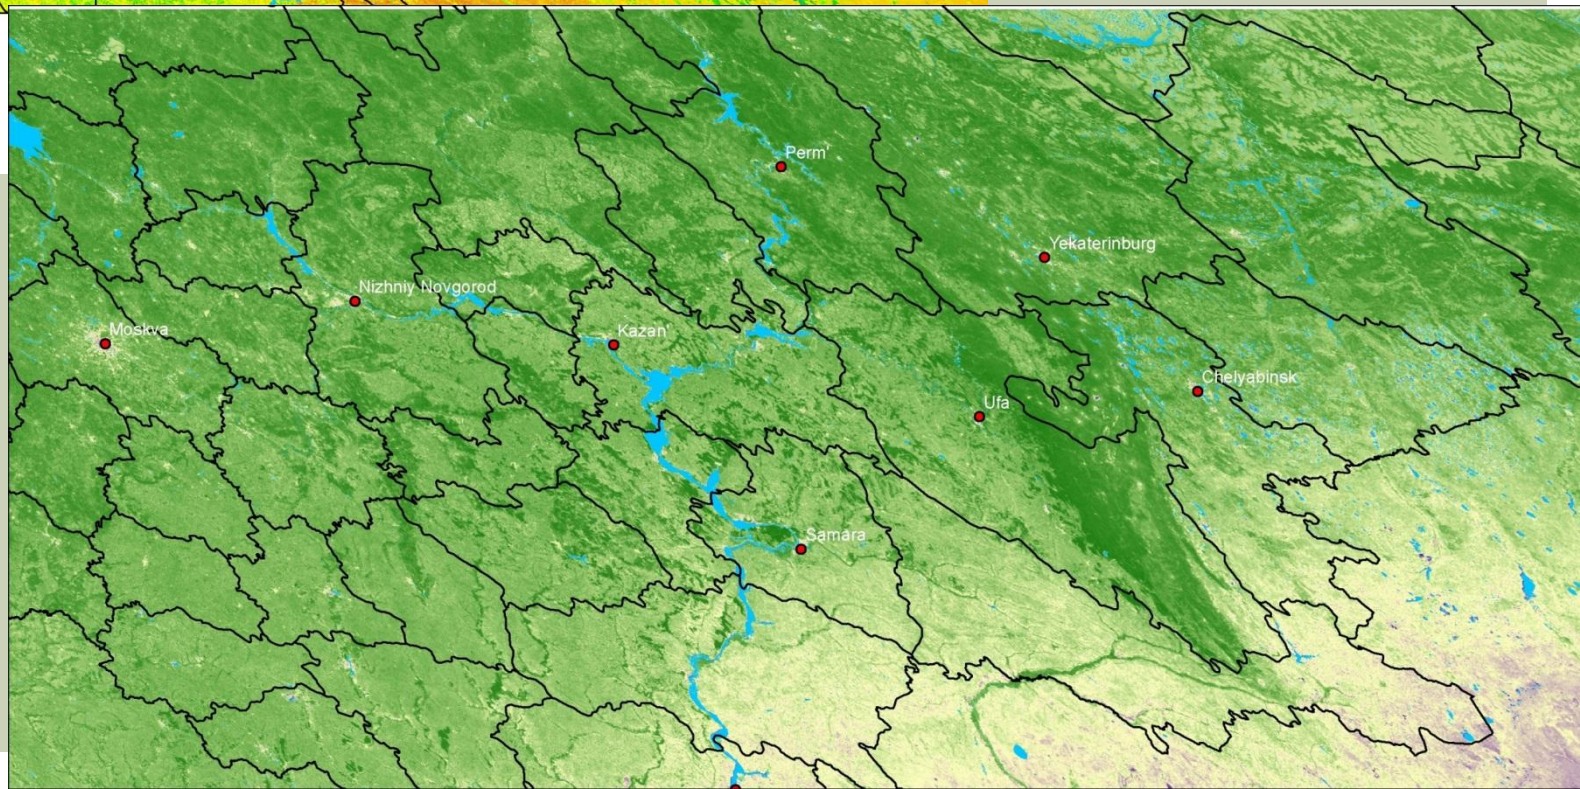 Perm'
Yekaterinburg
Nizhniy Novgorod
Moskva
Kazan'
Chelyabinsk
Ufa
Samara